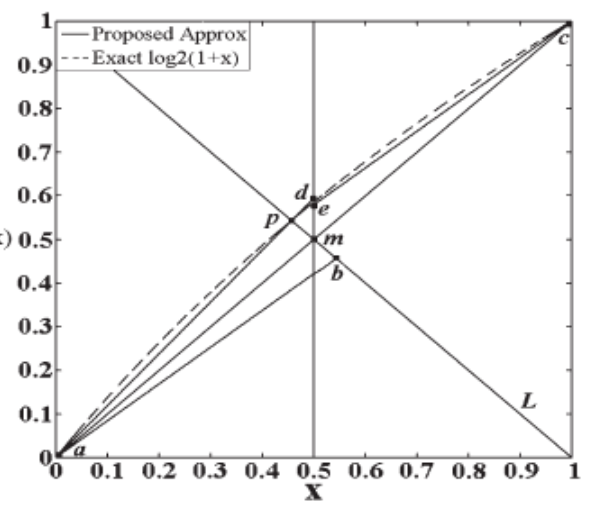 1
Proposed Approx
Exact log2(1+x)
c
0.9
0.8
0.7
0.6
d
e
p
x)
0.5
m
b
0.4
0.3
0.2
L
0.1
0
a
0 0.1 0.2 0.3 0.4 0.5 0.6 0.7 0.8 0.9 1
x